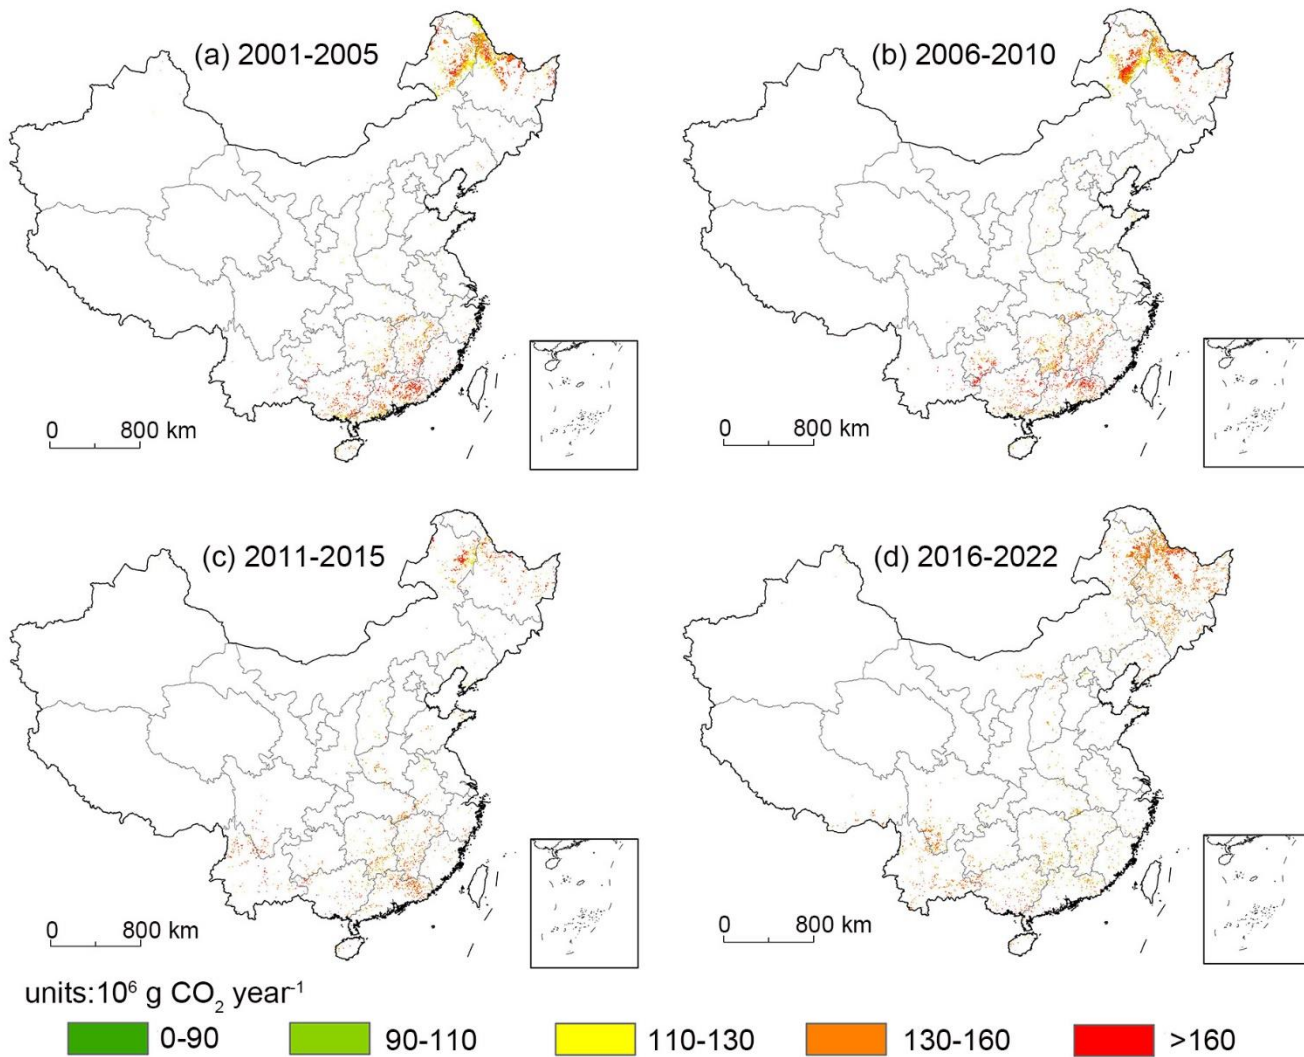 (a) 2001-2005
(b) 2006-2010
0 800 km
0 800 km
(c) 2011-2015
(d) 2016-2022
0 800 km
0 800 km
units:10⁶ g CO₂ year⁻¹
0-90 90-110 110-130 130-160 >160